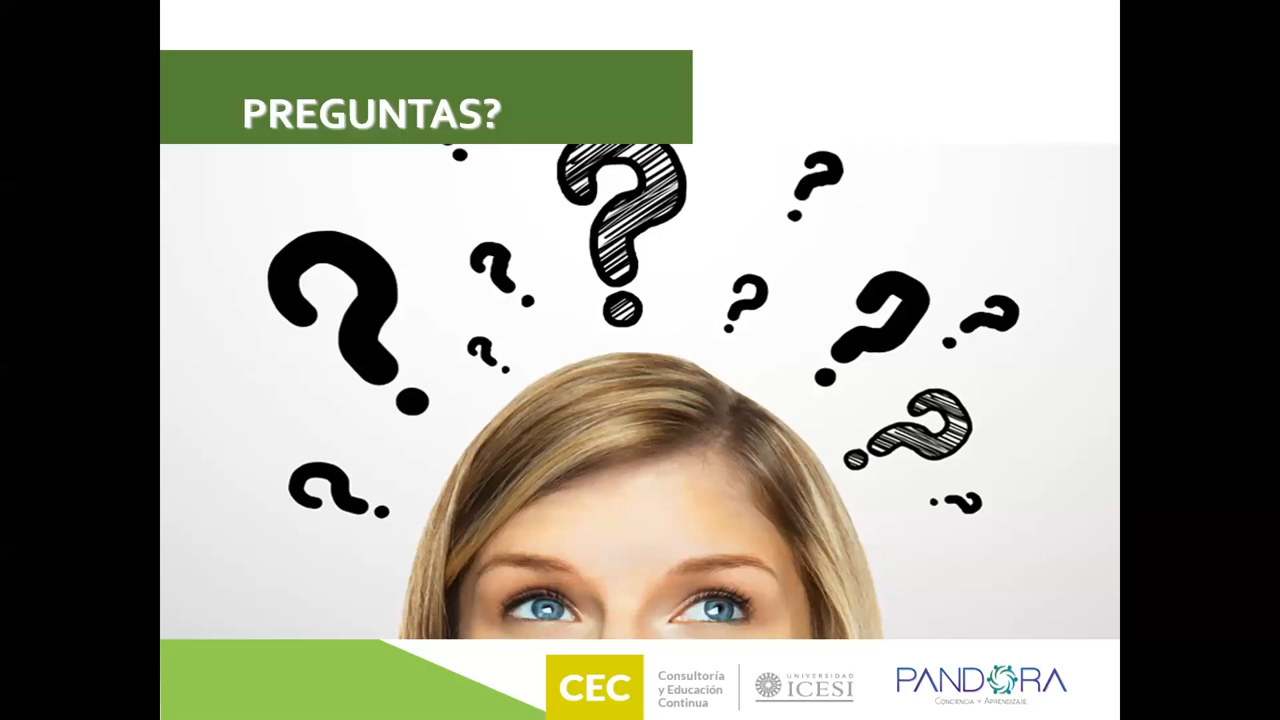 PREGUNTAS?
CEC
Consultoría
y Educación
Continua
UNIVERSIDAD
ICESI
PANDORA
CONCIENCIA Y APRENDIZAJE